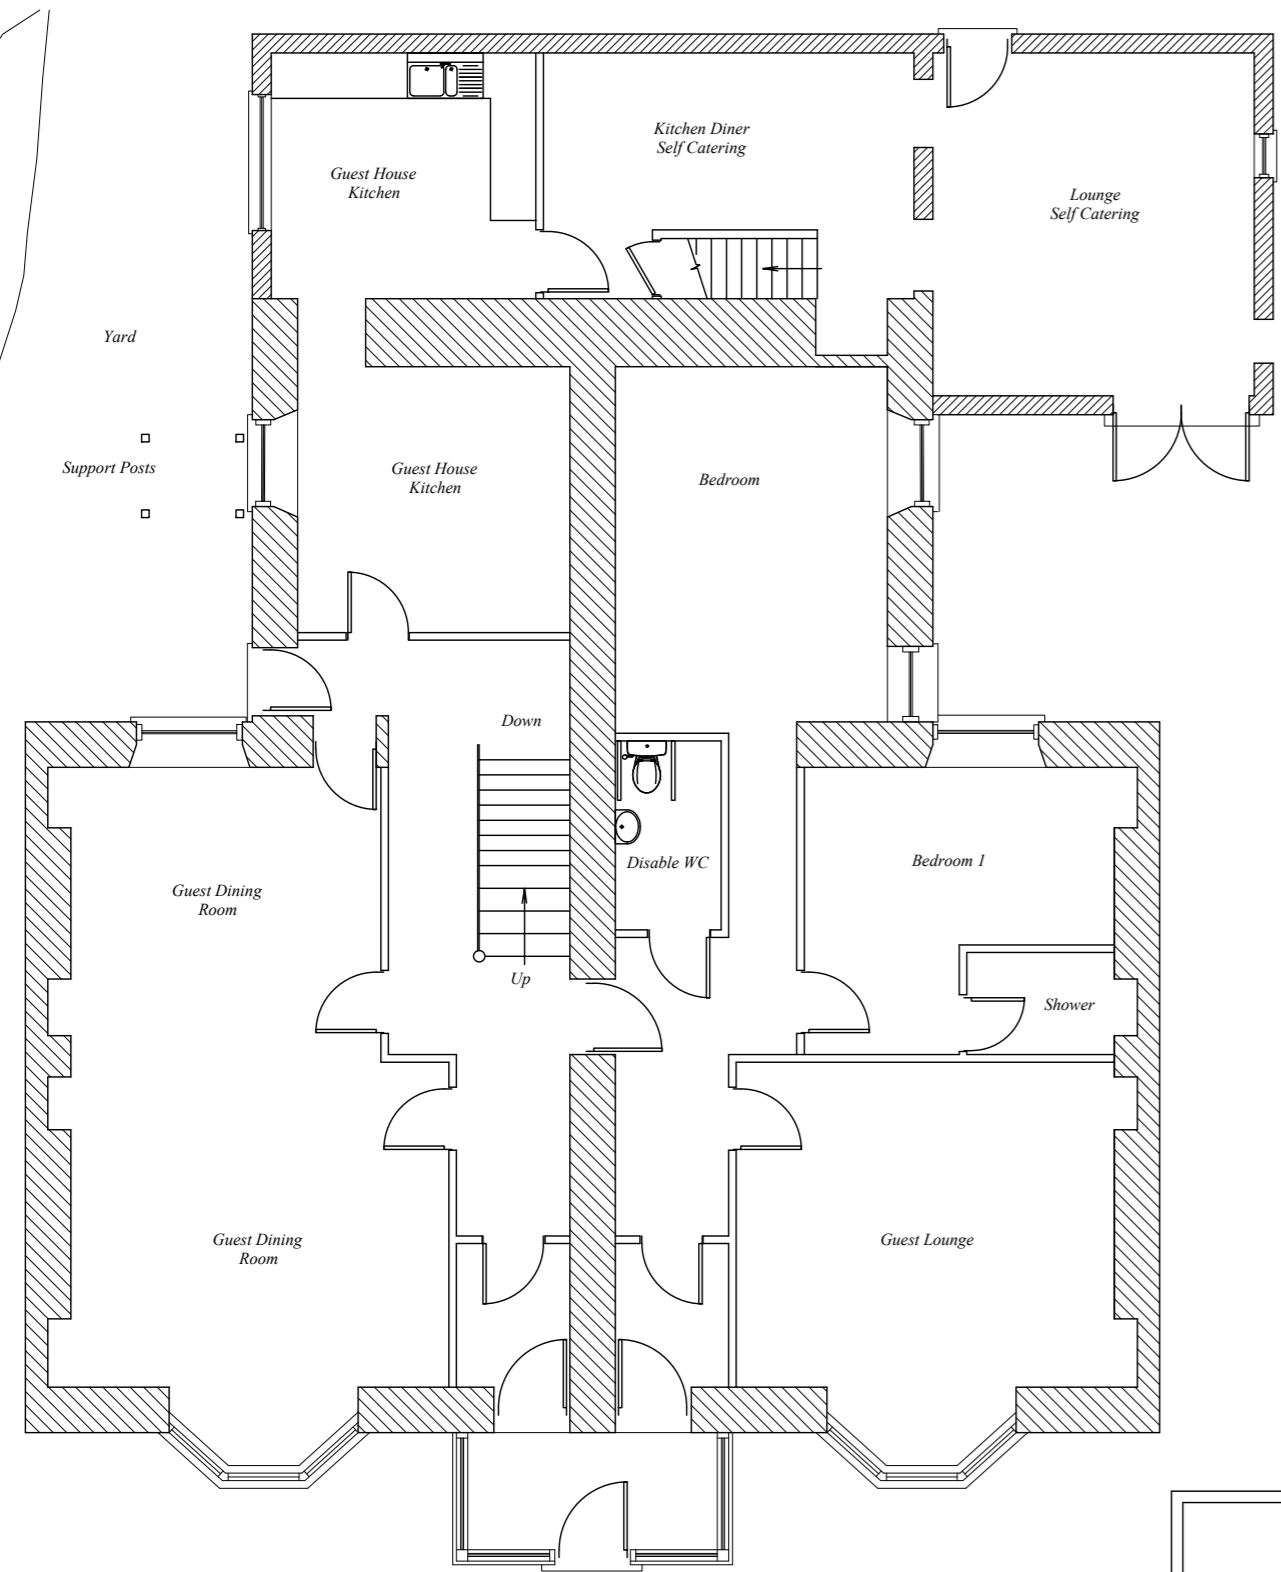 Kitchen Diner
Self Catering
Guest House
Kitchen
Lounge
Self Catering
Yard
Support Posts
Guest House
Kitchen
Bedroom
Down
Disable WC
Bedroom 1
Guest Dining
Room
Up
Shower
Guest Dining
Room
Guest Lounge